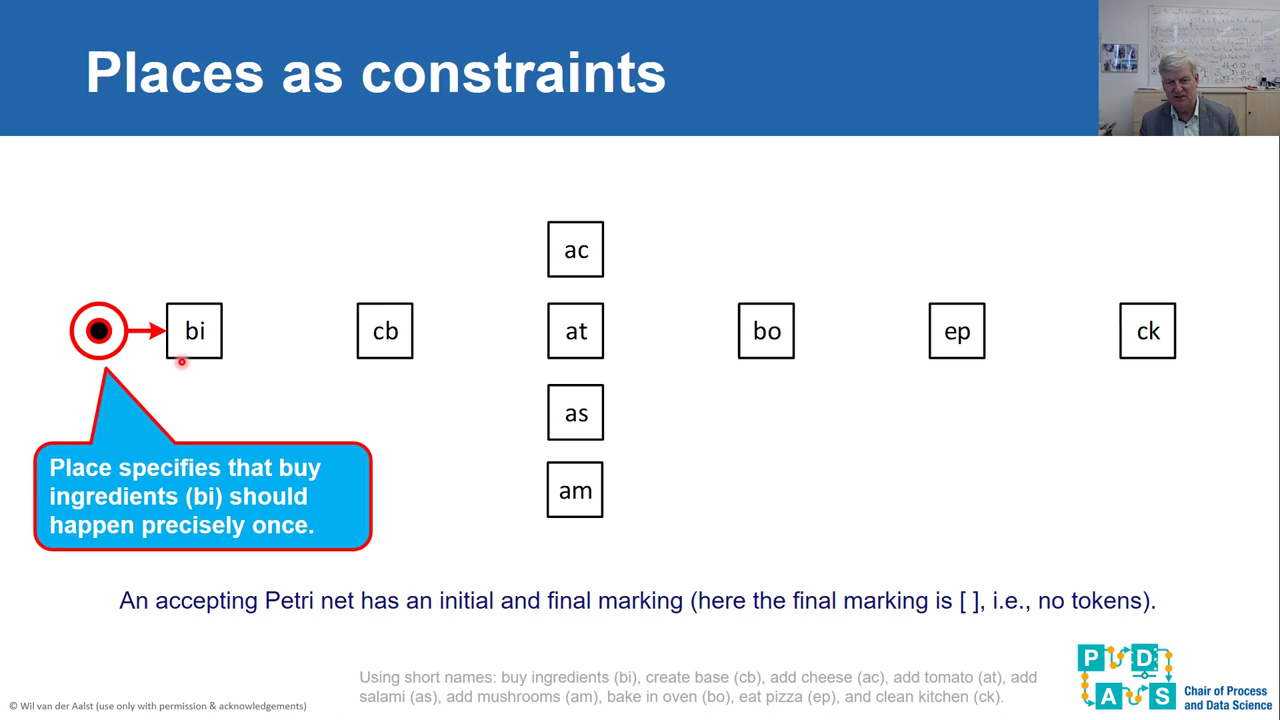 Places as constraints
ac
bi
cb
at
bo
ep
ck
as
am
Place specifies that buy
ingredients (bi) should
happen precisely once.
An accepting Petri net has an initial and final marking (here the final marking is [ ], i.e., no tokens).
Using short names: buy ingredients (bi), create base (cb), add cheese (ac), add tomato (at), add
salami (as), add mushrooms (am), bake in oven (bo), eat pizza (ep), and clean kitchen (ck).
P D
A S
Chair of Process
and Data Science
© Wil van der Aalst (use only with permission & acknowledgements)